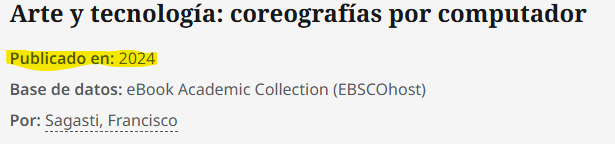 Arte y tecnología: coreografías por computador
Publicado en: 2024
Base de datos: eBook Academic Collection (EBSCOhost)
Por: Sagasti, Francisco